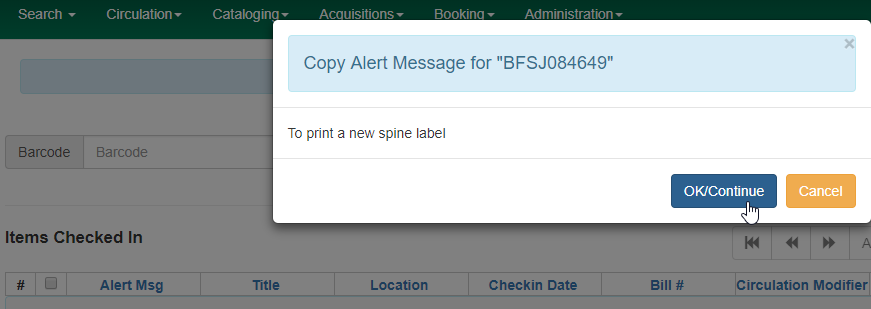 Search Circulation Cataloging Acquisitions Booking Administration
×
Copy Alert Message for "BFSJ084649"
To print a new spine label
Barcode Barcode
OK/Continue Cancel
Items Checked In
# Alert Msg Title Location Checkin Date Bill # Circulation Modifier